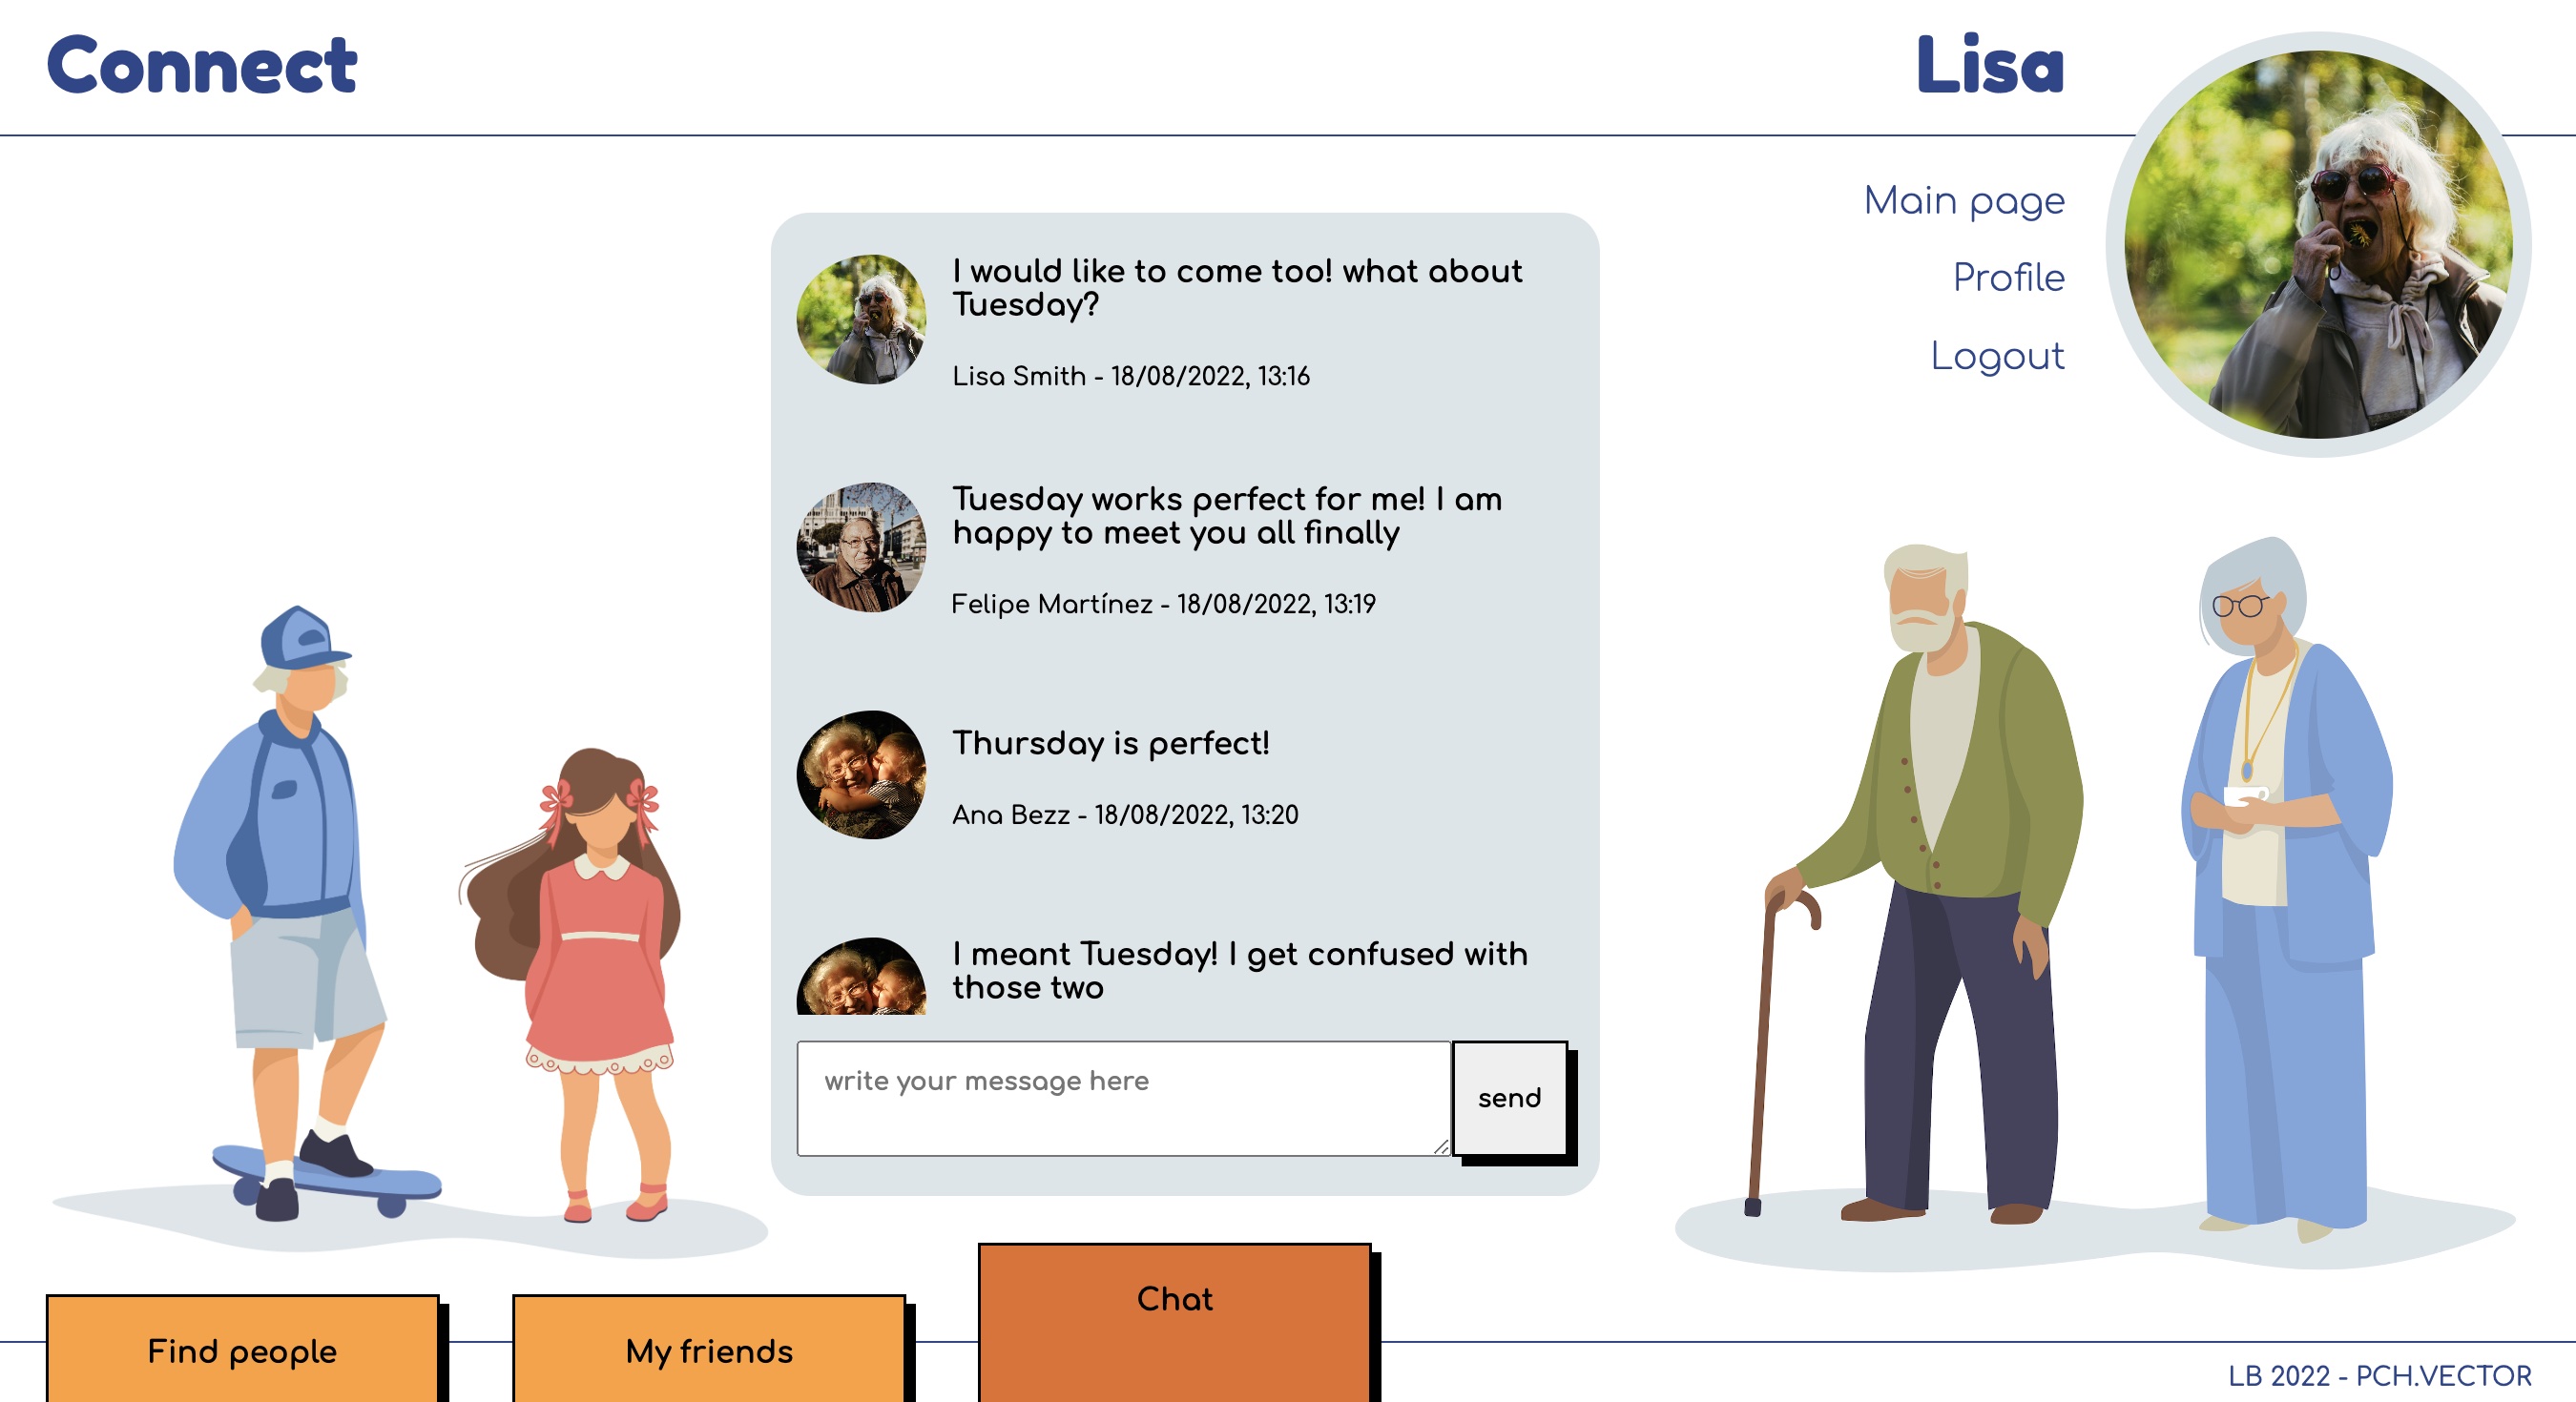 Connect
Lisa
Main page
Profile
Logout
I would like to come too! what about
Tuesday?
Lisa Smith - 18/08/2022, 13:16
Tuesday works perfect for me! I am
happy to meet you all finally
Felipe Martínez - 18/08/2022, 13:19
Thursday is perfect!
Ana Bezz - 18/08/2022, 13:20
I meant Tuesday! I get confused with
those two
write your message here
send
Find people
My friends
Chat
LB 2022 - PCH.VECTOR